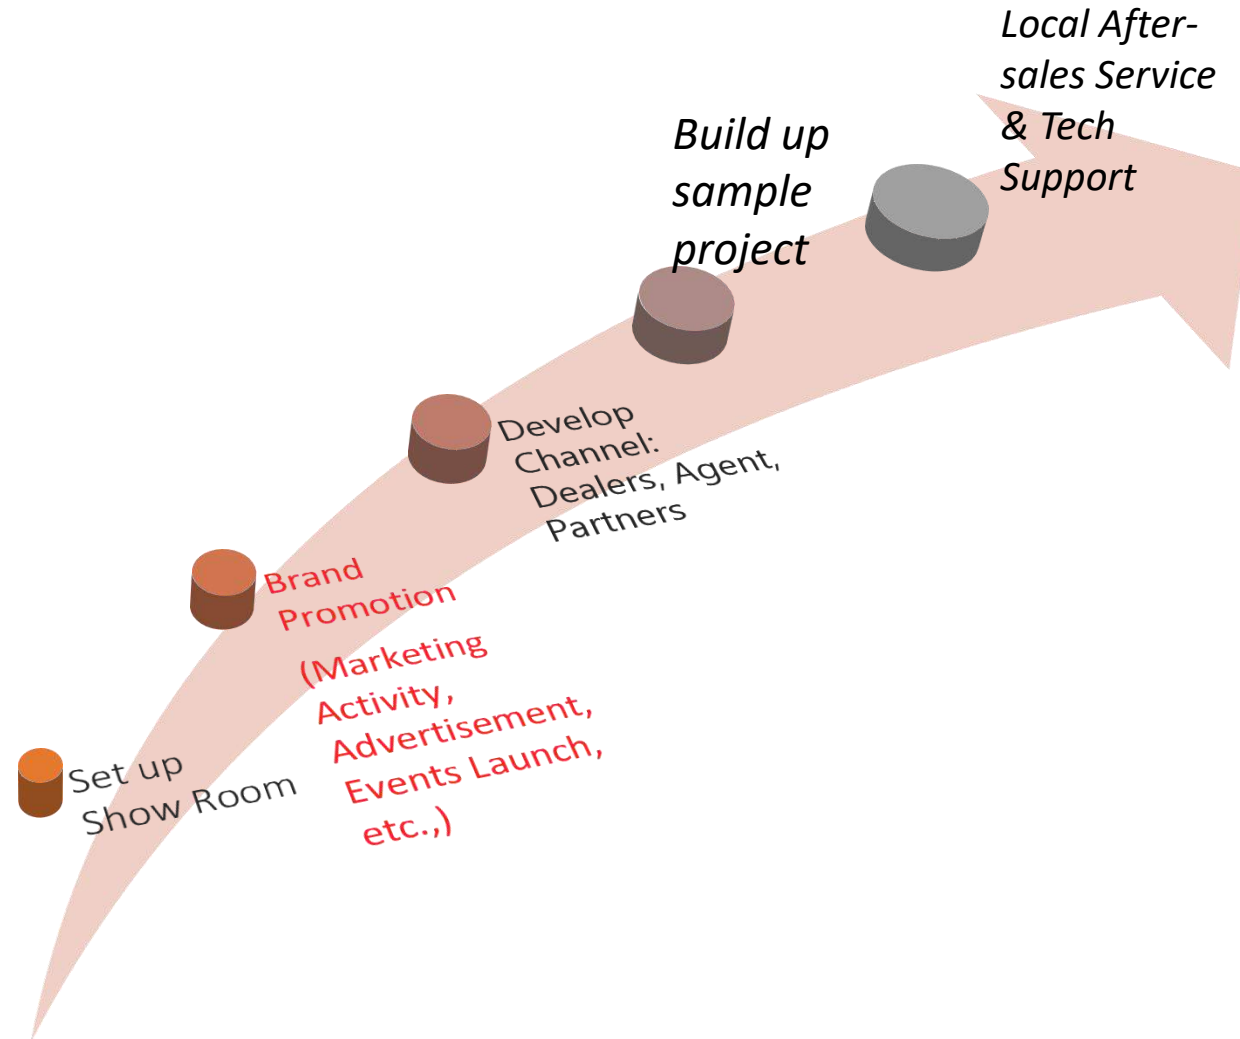 Local After-
sales Service
& Tech
Support
Build up
sample
project
Develop
Channel:
Dealers, Agent,
Partners
Brand
Promotion
(Marketing
Activity,
Advertisement,
Events Launch,
etc.,)
Set up
Show Room